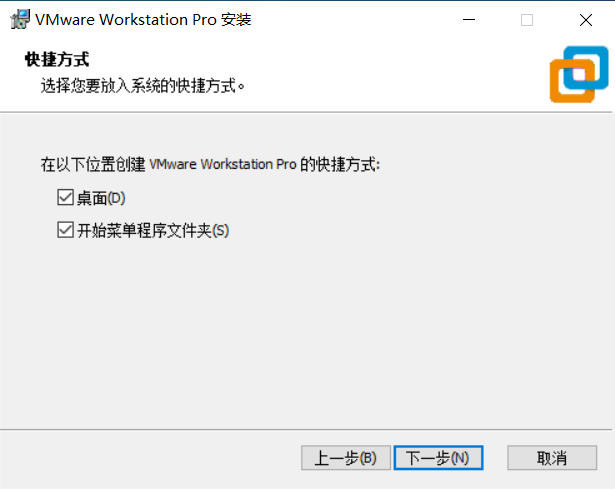 VMware Workstation Pro 安装
快捷方式
选择您要放入系统的快捷方式。
在以下位置创建 VMware Workstation Pro 的快捷方式:
桌面(D)
开始菜单程序文件夹(S)
上一步(B) 下一步(N) 取消